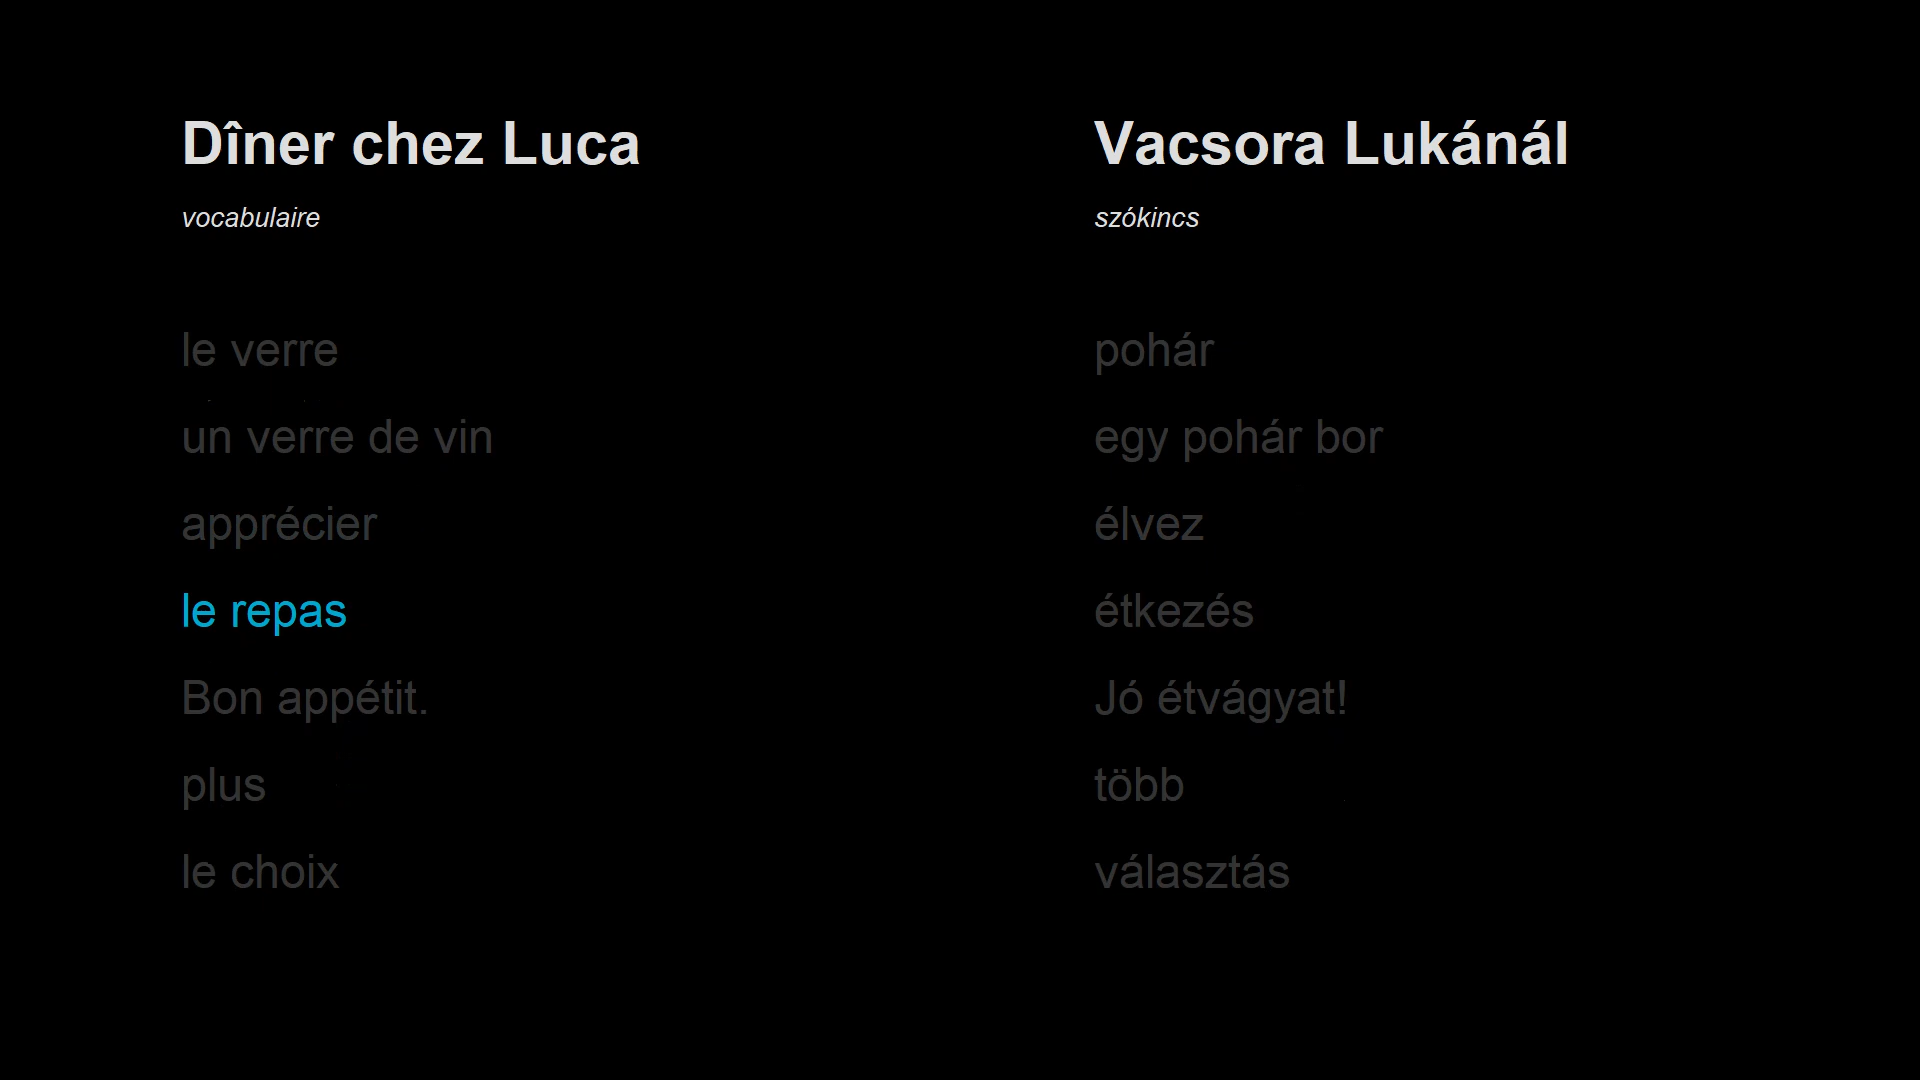 Dîner chez Luca
vocabulaire
le verre
un verre de vin
apprécier
le repas
Bon appétit.
plus
le choix
Vacsora Lukánál
szókincs
pohár
egy pohár bor
élvez
étkezés
Jó étvágyat!
több
választás